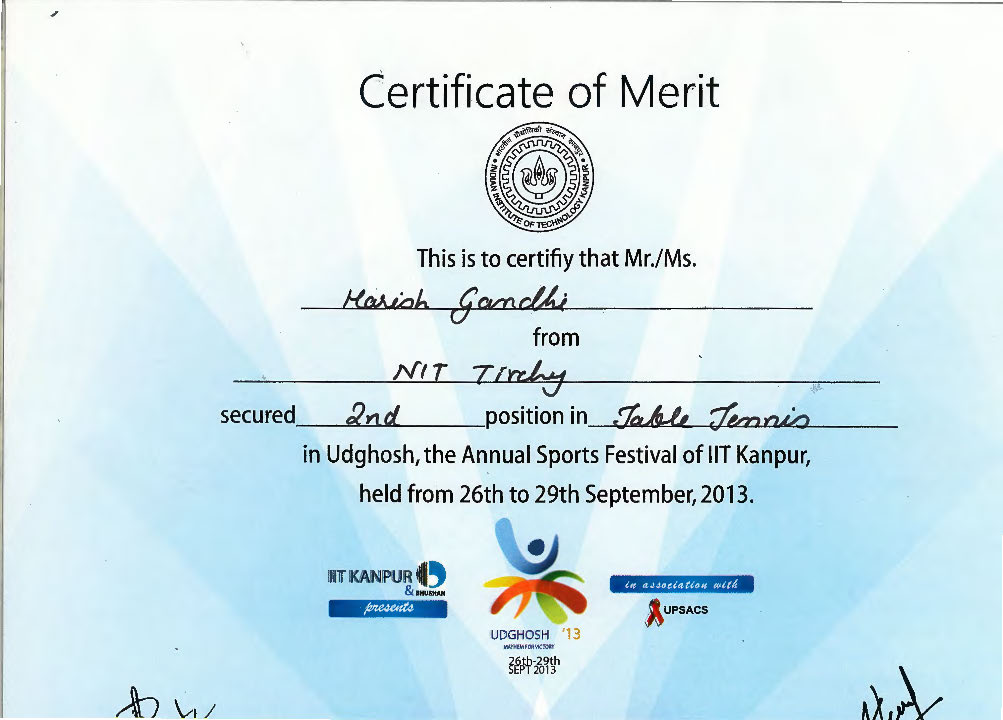 Certificate of Merit
भारतीय प्रौद्योगिकी संस्थान कानपुर
INDIAN INSTITUTE OF TECHNOLOGY KANPUR
This is to certifiy that Mr./Ms.
Harish Gandhi
from
NIT Tirchy
secured 2nd position in Table Tennis
in Udghosh, the Annual Sports Festival of IIT Kanpur,
held from 26th to 29th September, 2013.
IIT KANPUR
& BHUSHAN
presents
in association with
UPSACS
UDGHOSH '13
MAYHEM FOR VICTORY
26th-29th
SEPT 2013